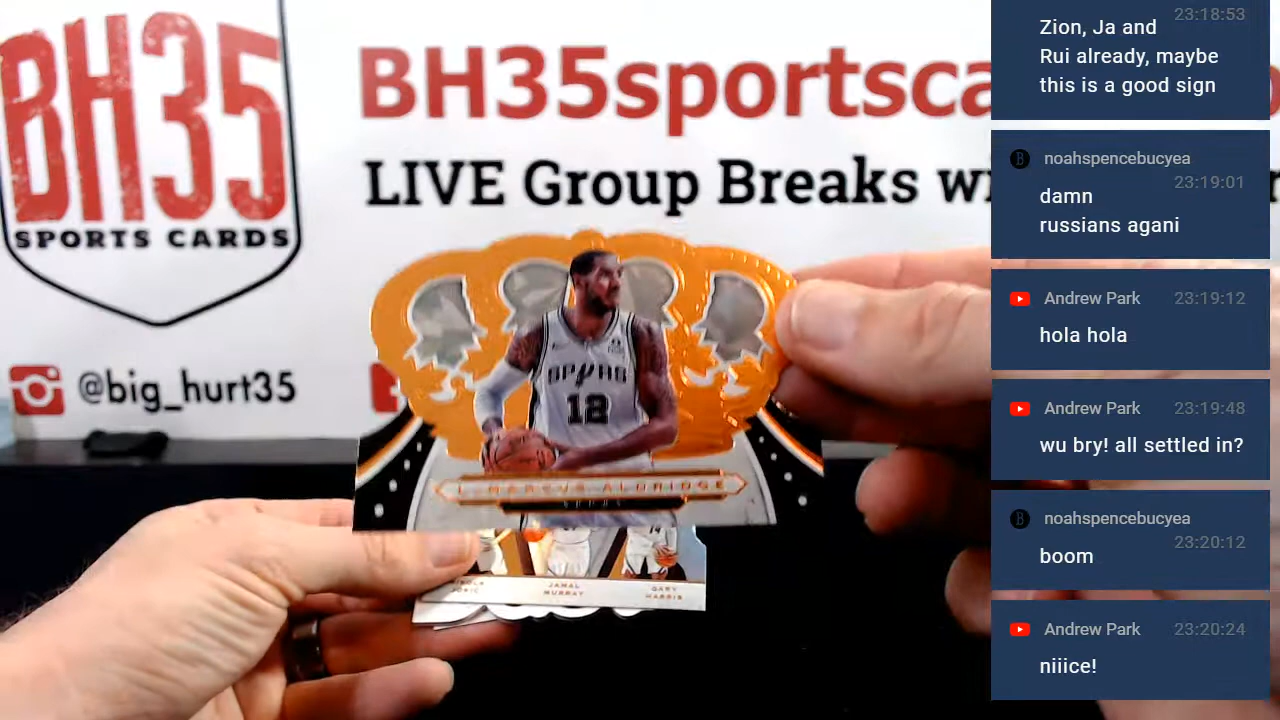 BH35
SPORTS CARDS
BH35sportsca
LIVE Group Breaks wi
@big_hurt35
SPURS
12
LAMARCUS ALDRIDGE
JAMAL
MURRAY
GARY
HARRIS
14
23:18:53
Zion, Ja and
Rui already, maybe
this is a good sign
noahspencebucyea
23:19:01
damn
russians agani
Andrew Park 23:19:12
hola hola
Andrew Park 23:19:48
wu bry! all settled in?
noahspencebucyea
23:20:12
boom
Andrew Park 23:20:24
niiice!